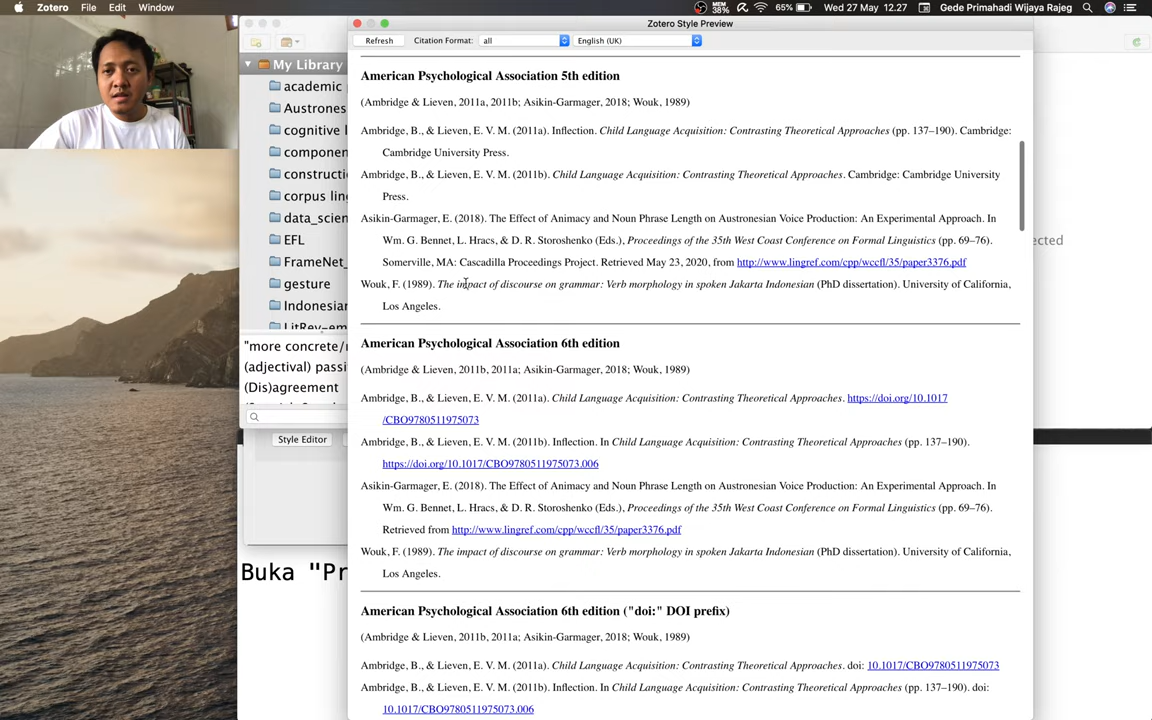 Zotero File Edit Window
MEM 38% 65% Wed 27 May 12.27 Gede Primahadi Wijaya Rajeg
Zotero Style Preview
Refresh Citation Format: all English (UK)
My Library
academic
Austrones
cognitive l
component
constructi
corpus ling
data_scien
EFL
FrameNet_
gesture
Indonesian
LitRev-em
"more concrete/r
(adjectival) passi
(Dis)agreement
Style Editor
Buka "Pr
ected
American Psychological Association 5th edition
(Ambridge & Lieven, 2011a, 2011b; Asikin-Garmager, 2018; Wouk, 1989)
Ambridge, B., & Lieven, E. V. M. (2011a). Inflection. Child Language Acquisition: Contrasting Theoretical Approaches (pp. 137–190). Cambridge:
Cambridge University Press.
Ambridge, B., & Lieven, E. V. M. (2011b). Child Language Acquisition: Contrasting Theoretical Approaches. Cambridge: Cambridge University
Press.
Asikin-Garmager, E. (2018). The Effect of Animacy and Noun Phrase Length on Austronesian Voice Production: An Experimental Approach. In
Wm. G. Bennet, L. Hracs, & D. R. Storoshenko (Eds.), Proceedings of the 35th West Coast Conference on Formal Linguistics (pp. 69–76).
Somerville, MA: Cascadilla Proceedings Project. Retrieved May 23, 2020, from http://www.lingref.com/cpp/wccfl/35/paper3376.pdf
Wouk, F. (1989). The impact of discourse on grammar: Verb morphology in spoken Jakarta Indonesian (PhD dissertation). University of California,
Los Angeles.
American Psychological Association 6th edition
(Ambridge & Lieven, 2011b, 2011a; Asikin-Garmager, 2018; Wouk, 1989)
Ambridge, B., & Lieven, E. V. M. (2011a). Child Language Acquisition: Contrasting Theoretical Approaches. https://doi.org/10.1017
/CBO9780511975073
Ambridge, B., & Lieven, E. V. M. (2011b). Inflection. In Child Language Acquisition: Contrasting Theoretical Approaches (pp. 137–190).
https://doi.org/10.1017/CBO9780511975073.006
Asikin-Garmager, E. (2018). The Effect of Animacy and Noun Phrase Length on Austronesian Voice Production: An Experimental Approach. In
Wm. G. Bennet, L. Hracs, & D. R. Storoshenko (Eds.), Proceedings of the 35th West Coast Conference on Formal Linguistics (pp. 69–76).
Retrieved from http://www.lingref.com/cpp/wccfl/35/paper3376.pdf
Wouk, F. (1989). The impact of discourse on grammar: Verb morphology in spoken Jakarta Indonesian (PhD dissertation). University of California,
Los Angeles.
American Psychological Association 6th edition ("doi:" DOI prefix)
(Ambridge & Lieven, 2011b, 2011a; Asikin-Garmager, 2018; Wouk, 1989)
Ambridge, B., & Lieven, E. V. M. (2011a). Child Language Acquisition: Contrasting Theoretical Approaches. doi: 10.1017/CBO9780511975073
Ambridge, B., & Lieven, E. V. M. (2011b). Inflection. In Child Language Acquisition: Contrasting Theoretical Approaches (pp. 137–190). doi:
10.1017/CBO9780511975073.006